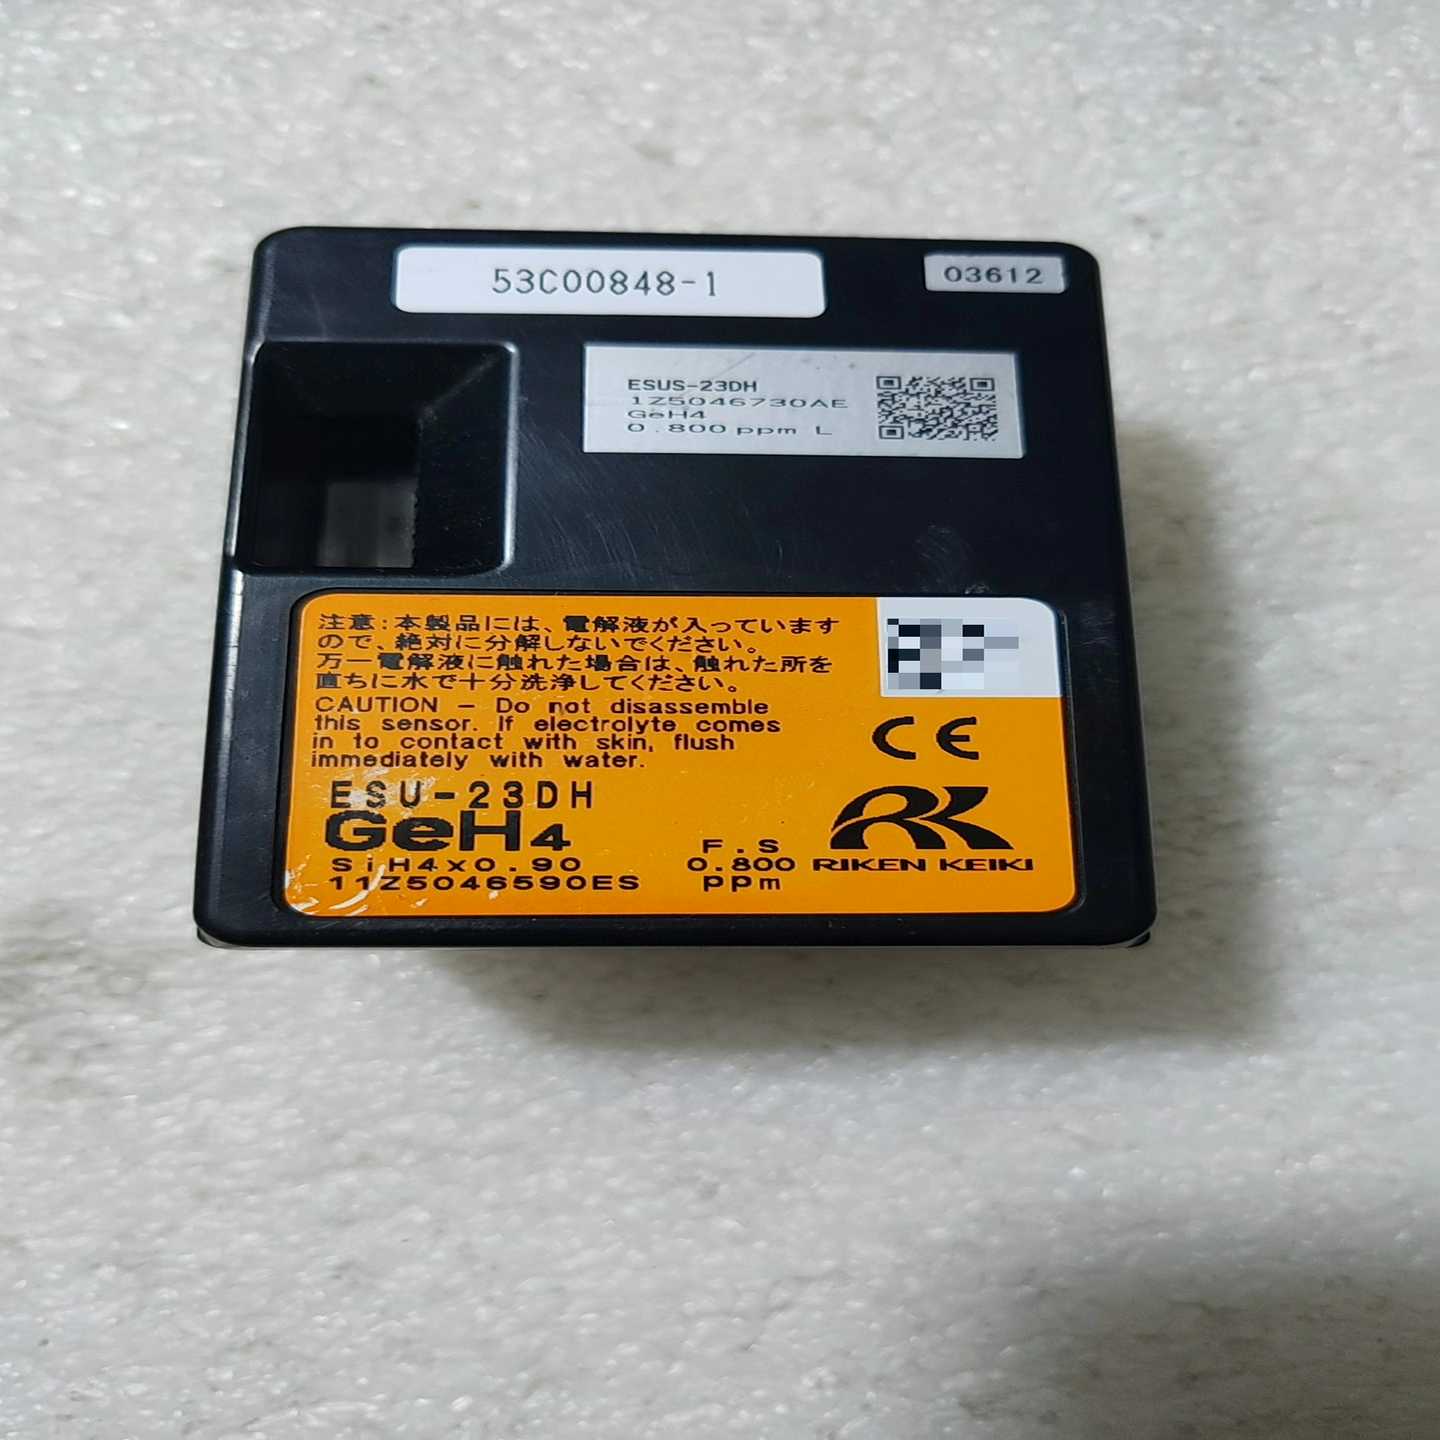 53C00848-1
03612
ESUS-23DH
1Z5046730AE
GeH4
0.800 ppm L
注意:本製品には、電解液が入っています
ので、絶対に分解しないでください。
万一電解液に触れた場合は、触れた所を
直ちに水で十分洗浄してください。
CAUTION - Do not disassemble
this sensor. If electrolyte comes
in to contact with skin, flush
immediately with water.
CE
ESU-23DH
GeH4
SiH4x0.90
11Z5046590ES
F.S
0.800
ppm
RIKEN KEIKI